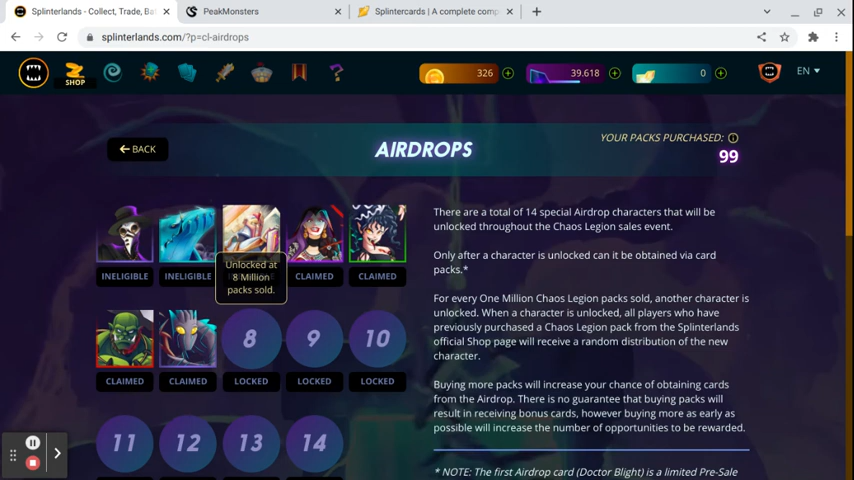 Splinterlands - Collect, Trade, Ba
PeakMonsters
Splintercards | A complete comp
splinterlands.com/?p=cl-airdrops
SHOP
326
39.618
0
EN
BACK
AIRDROPS
YOUR PACKS PURCHASED:
99
INELIGIBLE
INELIGIBLE
CLAIMED
CLAIMED
Unlocked at
8 Million
packs sold.
CLAIMED
CLAIMED
8
LOCKED
9
LOCKED
10
LOCKED
11
12
13
14
There are a total of 14 special Airdrop characters that will be
unlocked throughout the Chaos Legion sales event.
Only after a character is unlocked can it be obtained via card
packs.*
For every One Million Chaos Legion packs sold, another character is
unlocked. When a character is unlocked, all players who have
previously purchased a Chaos Legion pack from the Splinterlands
official Shop page will receive a random distribution of the new
character.
Buying more packs will increase your chance of obtaining cards
from the Airdrop. There is no guarantee that buying packs will
result in receiving bonus cards, however buying more as early as
possible will increase the number of opportunities to be rewarded.
* NOTE: The first Airdrop card (Doctor Blight) is a limited Pre-Sale